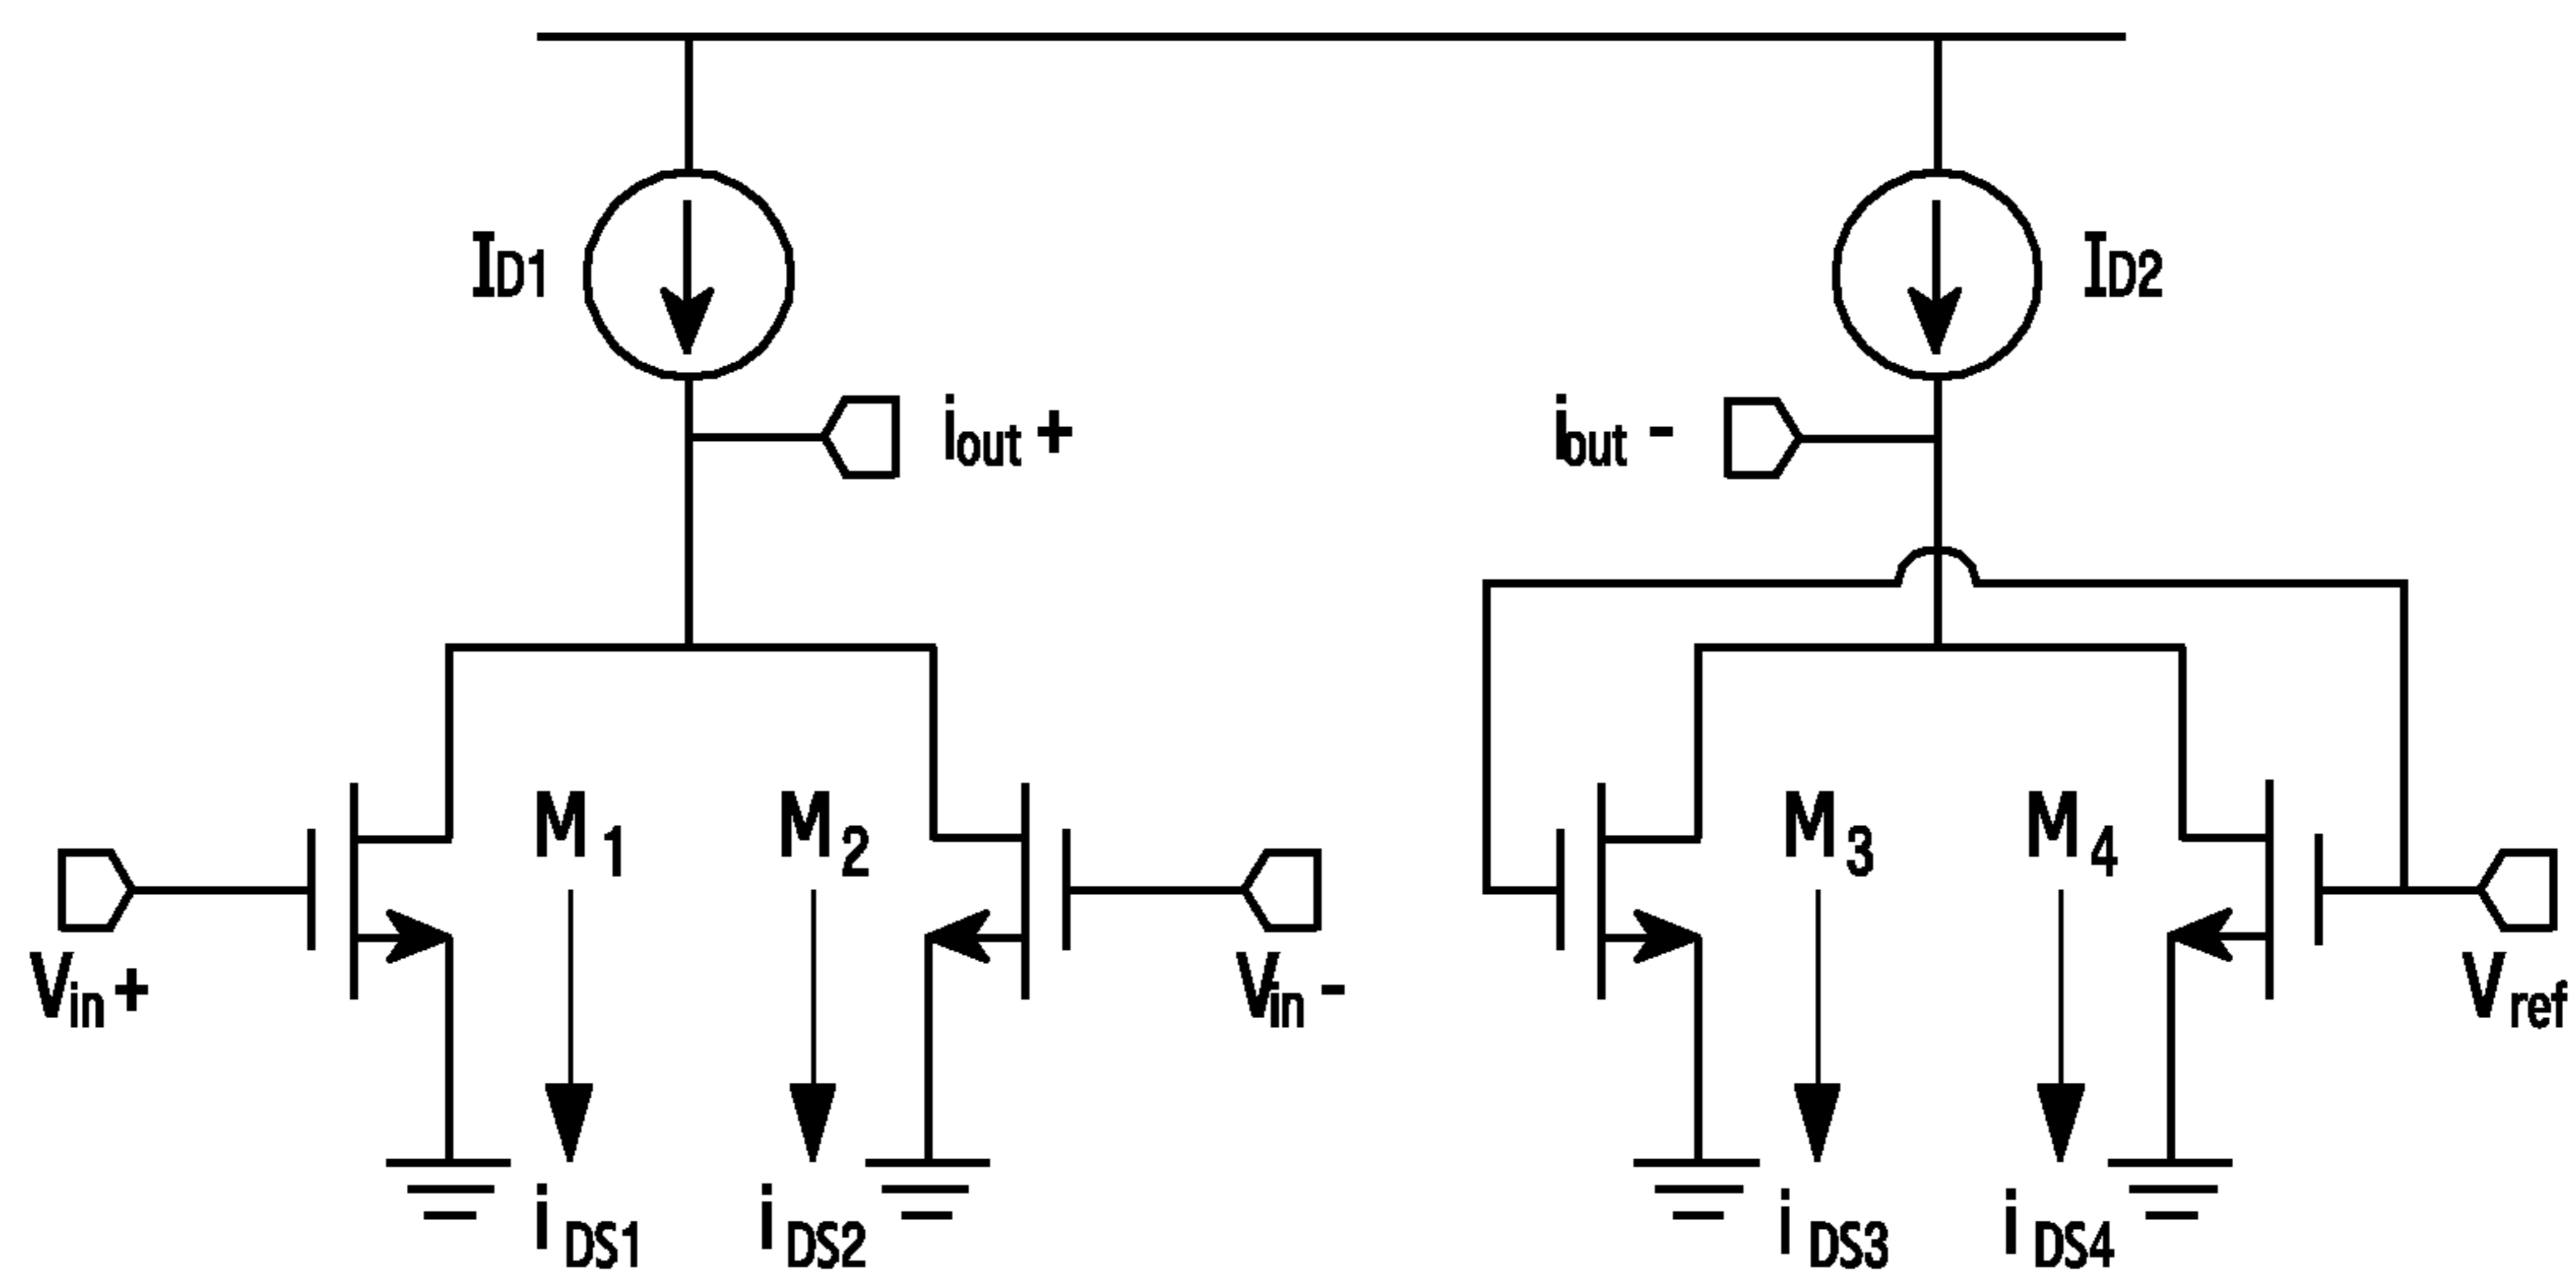 ID1
ID2
iout +
iout -
M1
M2
M3
M4
Vin +
Vin -
Vref
iDS1
iDS2
iDS3
iDS4